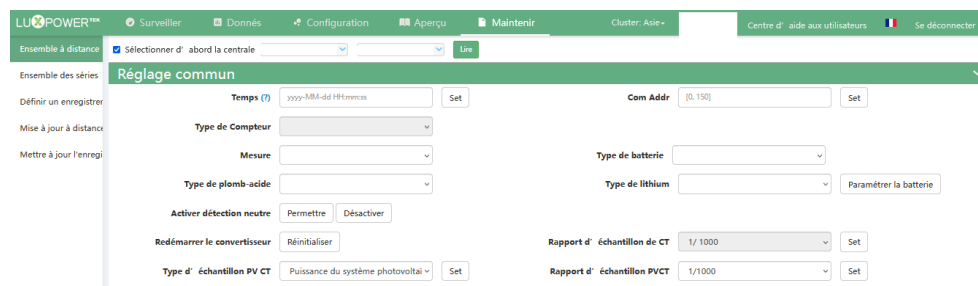 LUXPOWERTEK Surveiller Donnés Configuration Aperçu Maintenir Cluster: Asie Centre d' aide aux utilisateurs Se déconnecter
Ensemble à distance Sélectionner d' abord la centrale Lire
Ensemble des séries Réglage commun
Temps (?) yyyy-MM-dd HH:mm:ss Set Com Addr [0, 150] Set
Définir un enregistrer
Type de Compteur
Mise à jour à distance
Mesure Type de batterie
Mettre à jour l'enregi
Type de plomb-acide Type de lithium Paramétrer la batterie
Activer détection neutre Permettre Désactiver
Redémarrer le convertisseur Réinitialiser Rapport d' échantillon de CT 1/ 1000 Set
Type d' échantillon PV CT Puissance du système photovoltaï Set Rapport d' échantillon PVCT 1/1000 Set